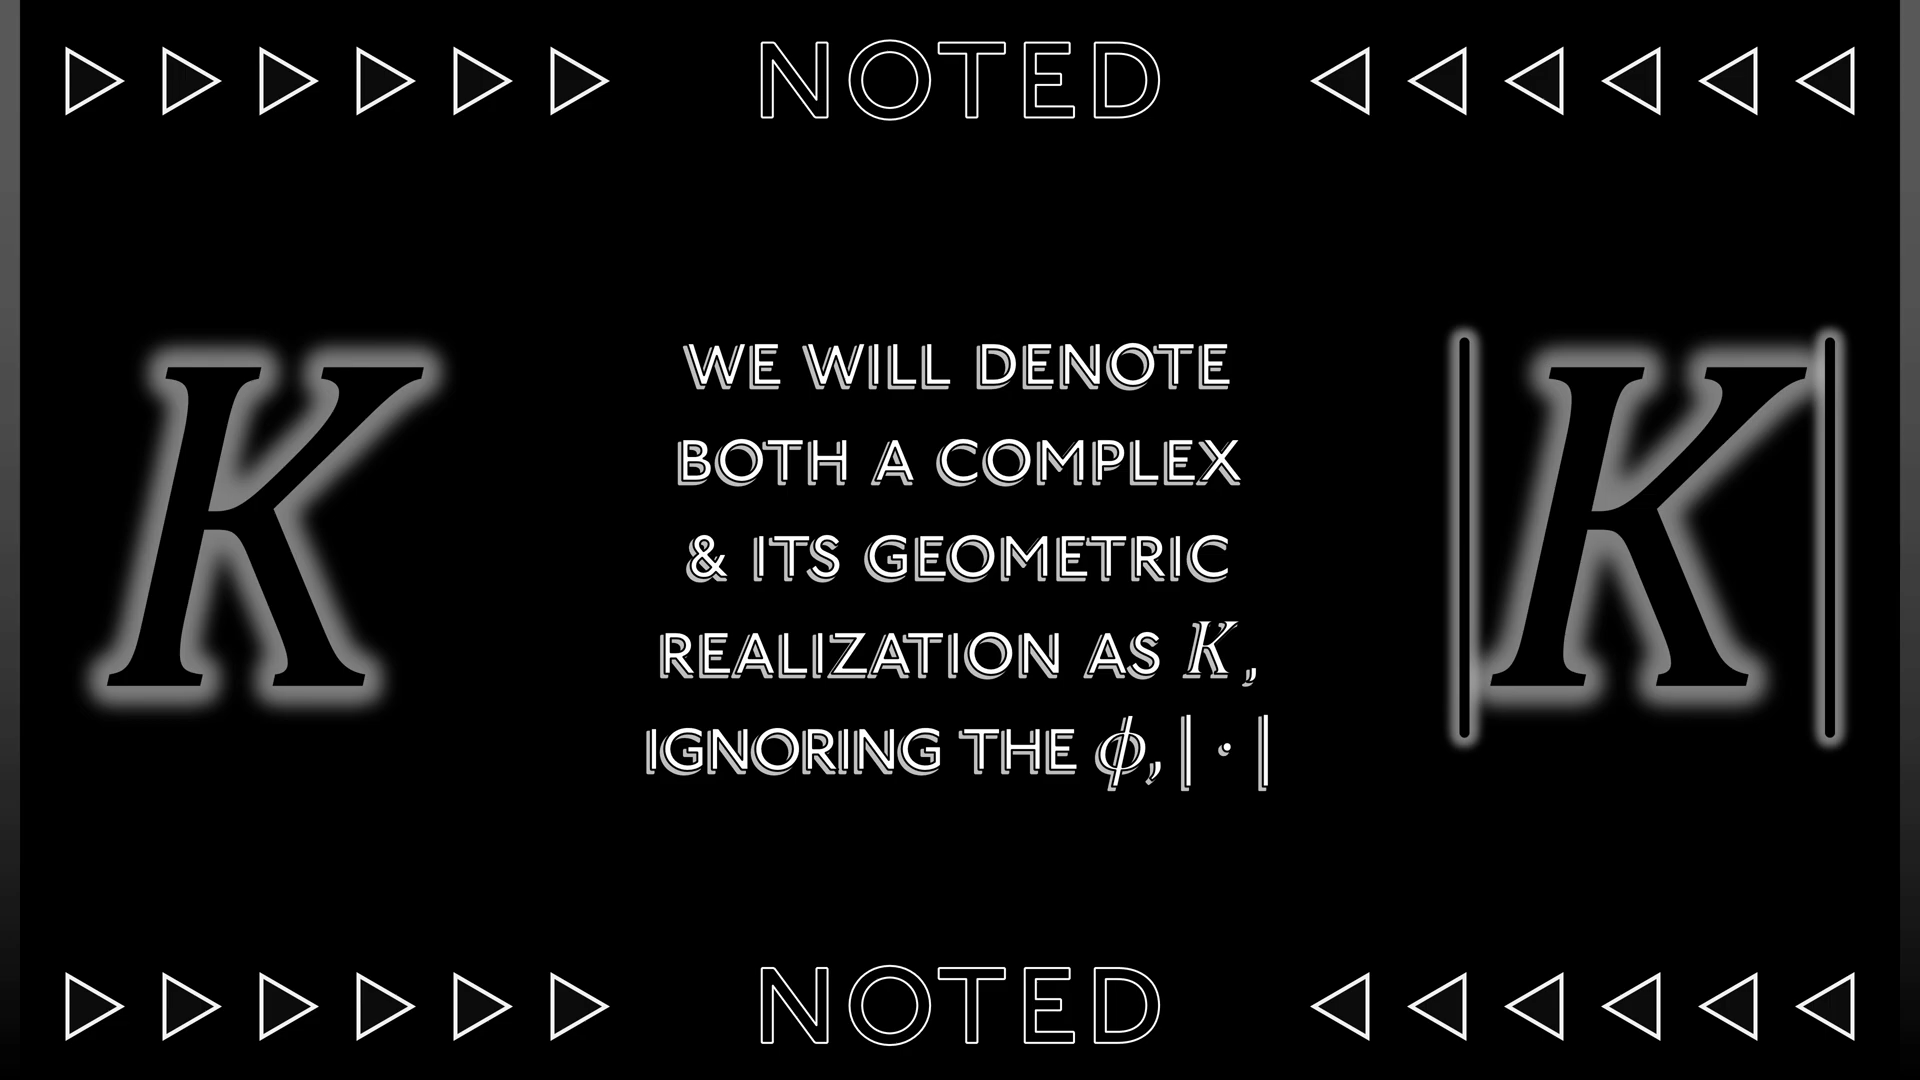 NOTED
K
WE WILL DENOTE
BOTH A COMPLEX
& ITS GEOMETRIC
REALIZATION AS K,
IGNORING THE ϕ, | · |
|K|
NOTED